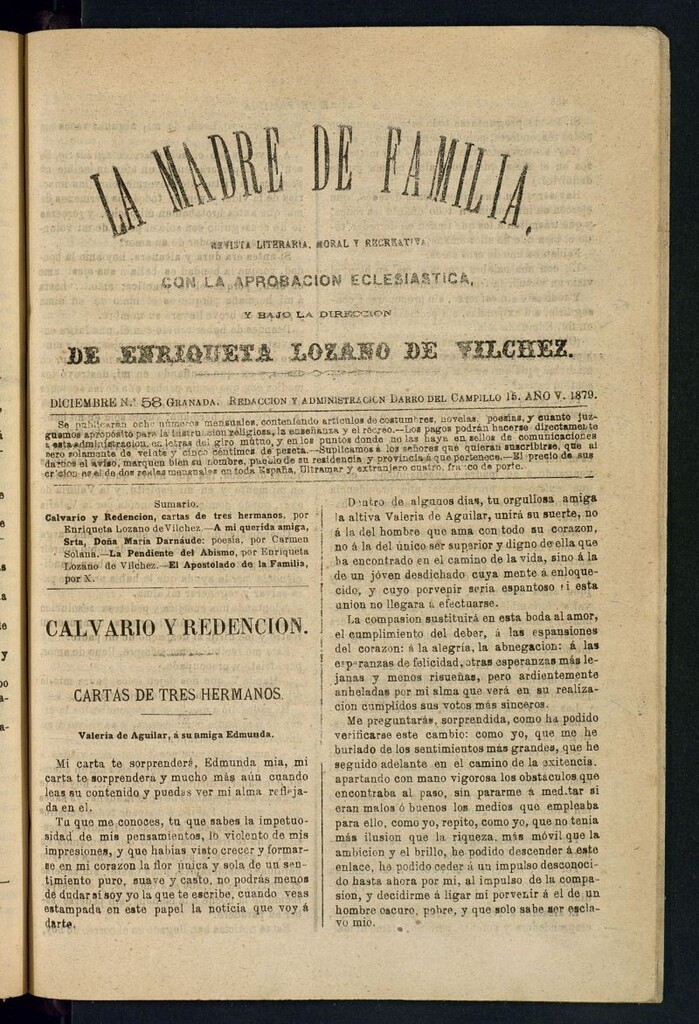 LA MADRE DE FAMILIA,
REVISTA LITERARIA, MORAL Y RECREATIVA
CON LA APROBACION ECLESIASTICA,
Y BAJO LA DIRECCION
DE ENRIQUETA LOZANO DE VILCHEZ.
DICIEMBRE N.º 58 GRANADA. REDACCION Y ADMINISTRACION DARRO DEL CAMPILLO 15. AÑO V. 1879.
Se publicarán ocho números mensuales, conteniendo artículos de costumbres, novelas, poesias, y cuanto juz-
guemos apropósito para la instruccion religiosa, la enseñanza y el recreo.—Los pagos podrán hacerse directamente
a esta administracion, en letras del giro mútuo, y en los puntos donde no las haya en sellos de comunicaciones
pero solamente de veinte y cinco céntimos de peseta.—Suplicamos á los señores que quieran suscribirse, que al
darnos el aviso, marquen bien su nombre, pueblo de su residencia y provincia á que pertenece.—El precio de sus
cricion es el de dos reales mensuales en toda España, Ultramar y extranjero cuatro, franco de porte.
Sumario.
Calvario y Redencion, cartas de tres hermanos, por
Enriqueta Lozano de Vilchez.—A mi querida amiga,
Srta, Doña Maria Darnáude: poesia, por Carmen
Solana.—La Pendiente del Abismo, por Enriqueta
Lozano de Vilchez.—El Apostolado de la Familia,
por X.
CALVARIO Y REDENCION.
CARTAS DE TRES HERMANOS.
Valeria de Aguilar, á su amiga Edmunda.
Mi carta te sorprenderá, Edmunda mia, mi
carta te sorprendera y mucho más aún cuando
leas su contenido y puedas ver mi alma refleja-
da en el.
Tu que me conoces, tu que sabes la impetuo-
sidad de mis pensamientos, lo violento de mis
impresiones, y que habias visto crecer y formar-
se en mi corazon la flor única y sola de un sen-
timiento puro, suave y casto, no podrás menos
de dudar si soy yo la que te escribe, cuando veas
estampada en este papel la noticia que voy á
darte.
Dentro de algunos dias, tu orgullosa amiga
la altiva Valeria de Aguilar, unirá su suerte, no
á la del hombre que ama con todo su corazon,
no á la del único ser superior y digno de ella que
ha encontrado en el camino de la vida, sino á la
de un jóven desdichado cuya mente á enloque-
cido, y cuyo porvenir seria espantoso si esta
union no llegara á efectuarse.
La compasion sustituirá en esta boda al amor,
el cumplimiento del deber, á las espansiones
del corazon: á la alegría, la abnegacion: á las
esperanzas de felicidad, otras esperanzas más le-
janas y menos risueñas, pero ardientemente
anheladas por mi alma que verá en su realiza-
cion cumplidos sus votos más sinceros.
Me preguntarás, sorprendida, como ha podido
verificarse este cambio: como yo, que me he
burlado de los sentimientos más grandes, que he
seguido adelante en el camino de la exitencia,
apartando con mano vigorosa los obstáculos que
encontraba al paso, sin pararme á meditar si
eran malos ó buenos los medios que empleaba
para ello, como yo, repito, como yo, que no tenia
más ilusion que la riqueza, más móvil que la
ambicion y el brillo, he podido descender á este
enlace, he podido ceder á un impulso desconoci-
do hasta ahora por mi, al impulso de la compa-
sion, y decidirme á ligar mi porvenir á el de un
hombre oscuro, pobre, y que solo sabe ser escla-
vo mio.